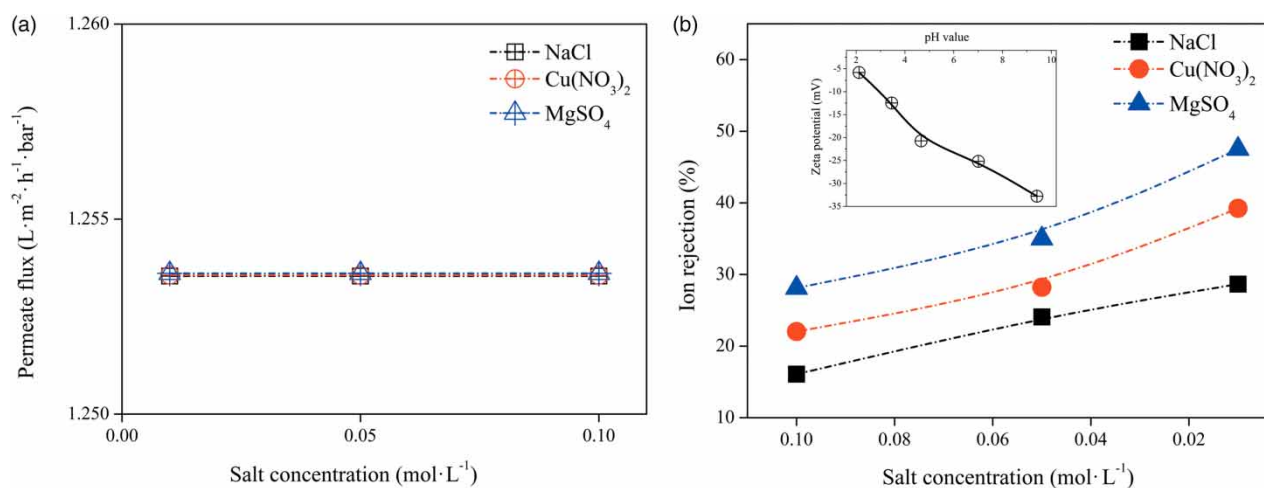 (a)
1.260
1.255
1.250
Permeate flux (L·m⁻²·h⁻¹·bar⁻¹)
NaCl
Cu(NO₃)₂
MgSO₄
0.00 0.05 0.10
Salt concentration (mol·L⁻¹)
(b)
60
50
40
30
20
10
Ion rejection (%)
pH value
2 4 6 8 10
-5
-10
-15
-20
-25
-30
-35
Zeta potential (mV)
NaCl
Cu(NO₃)₂
MgSO₄
0.10 0.08 0.06 0.04 0.02
Salt concentration (mol·L⁻¹)